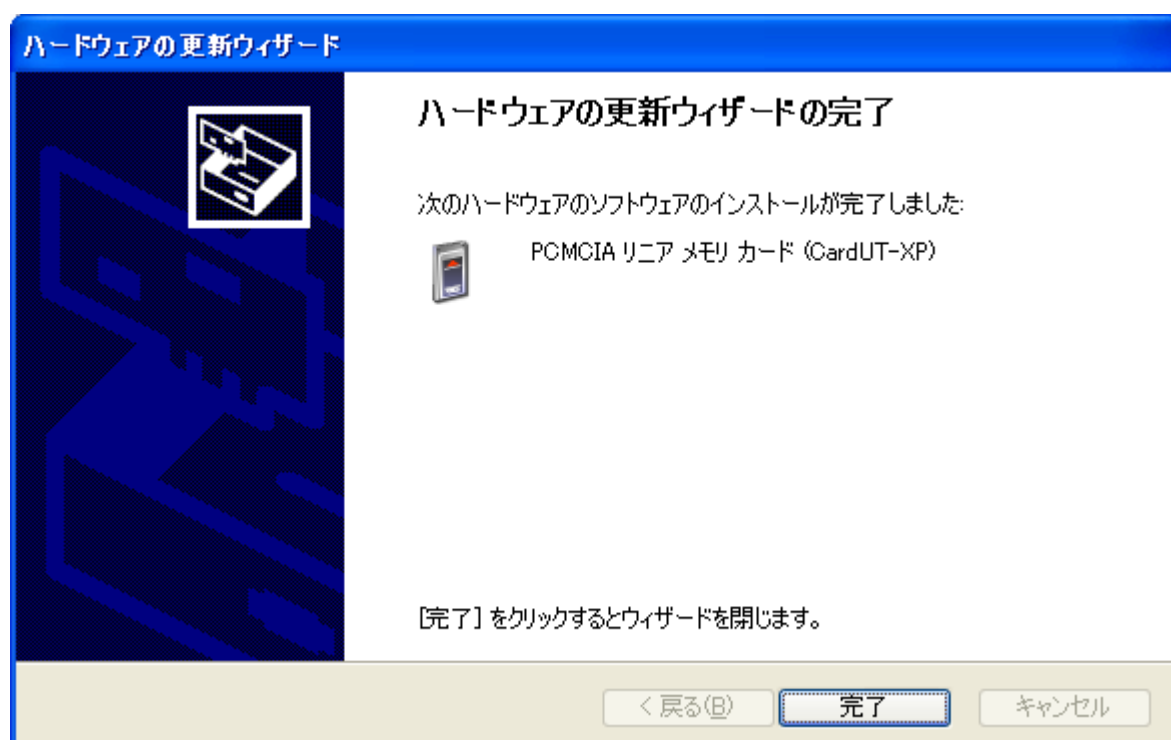 ハードウェアの更新ウィザード
ハードウェアの更新ウィザードの完了
次のハードウェアのソフトウェアのインストールが完了しました:
PCMCIA リニア メモリ カード (CardUT-XP)
[完了] をクリックするとウィザードを閉じます。
< 戻る(B)
完了
キャンセル